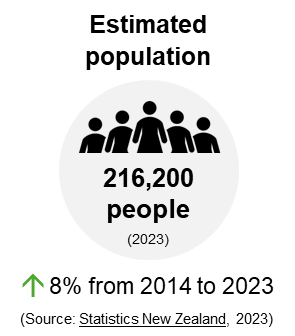 Estimated
population
216,200
people
(2023)
8% from 2014 to 2023
(Source: Statistics New Zealand, 2023)